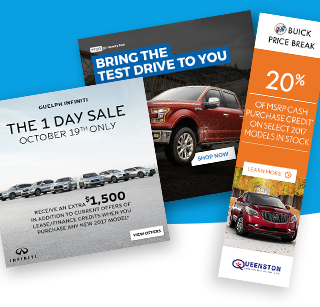 BRING THE
TEST DRIVE TO YOU
SHOP NOW
GUELPH INFINITI
THE 1 DAY SALE
OCTOBER 19TH ONLY
RECEIVE AN EXTRA $1,500
IN ADDITION TO CURRENT OFFERS OF
LEASE/FINANCE CREDITS WHEN YOU
PURCHASE ANY NEW 2017 MODEL*
INFINITI
VIEW OFFERS
BUICK
PRICE BREAK
20%
OF MSRP CASH
PURCHASE CREDIT
ON SELECT 2017
MODELS IN STOCK
LEARN MORE
QUEENSTON